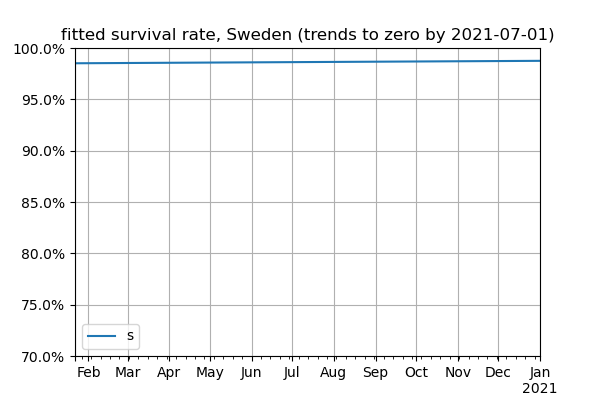 fitted survival rate, Sweden (trends to zero by 2021-07-01)
100.0%
95.0%
90.0%
85.0%
80.0%
75.0%
70.0%
s
Feb Mar Apr May Jun Jul Aug Sep Oct Nov Dec Jan
2021